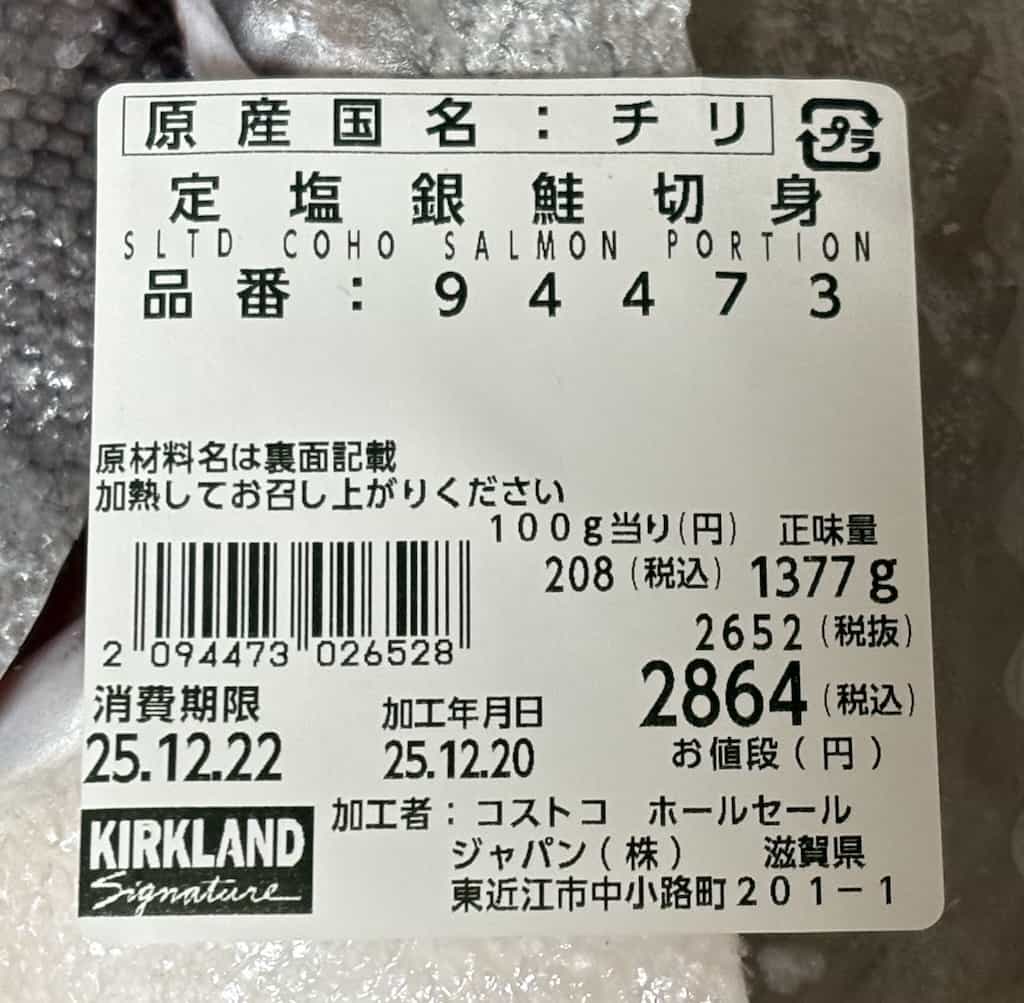 原産国名：チリ
プラ
定塩銀鮭切身
SLTD COHO SALMON PORTION
品番：94473
原材料名は裏面記載
加熱してお召し上がりください
100g当り(円) 正味量
208(税込) 1377g
2652(税抜)
2 094473 026528
2864(税込)
消費期限 加工年月日
お値段(円)
25.12.22 25.12.20
KIRKLAND
Signature
加工者：コストコ ホールセール
ジャパン(株) 滋賀県
東近江市中小路町201-1